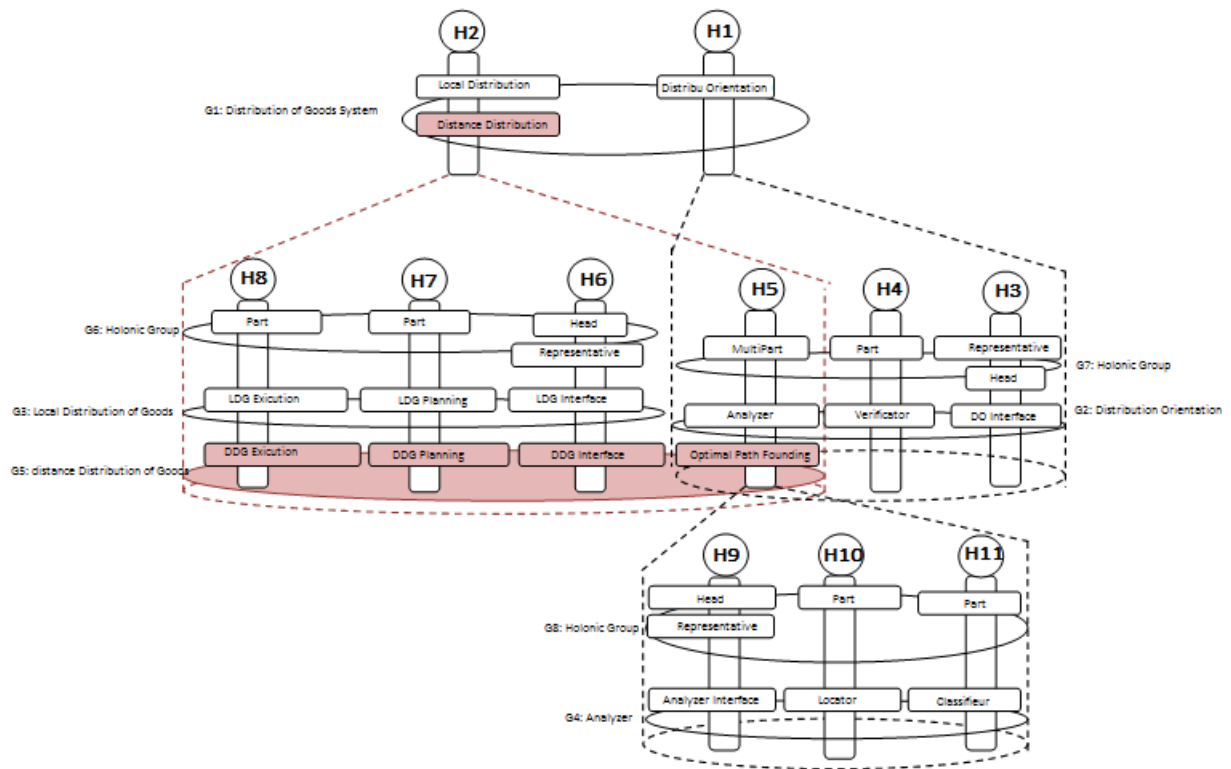 H2
H1
Local Distribution
Distribu Orientation
G1: Distribution of Goods System
Distance Distribution
H8
H7
H6
H5
H4
H3
Part
Part
Head
G6: Holonic Group
Representative
MultiPart
Part
Representative
G7: Holonic Group
Head
LDG Exicution
LDG Planning
LDG Interface
G3: Local Distribution of Goods
Analyzer
Verificator
DO Interface
G2: Distribution Orientation
DDG Exicution
DDG Planning
DDG Interface
Optimal Path Founding
G5: distance Distribution of Goods
H9
H10
H11
Head
Part
Part
G8: Holonic Group
Representative
Analyzer Interface
Locator
Classifieur
G4: Analyzer